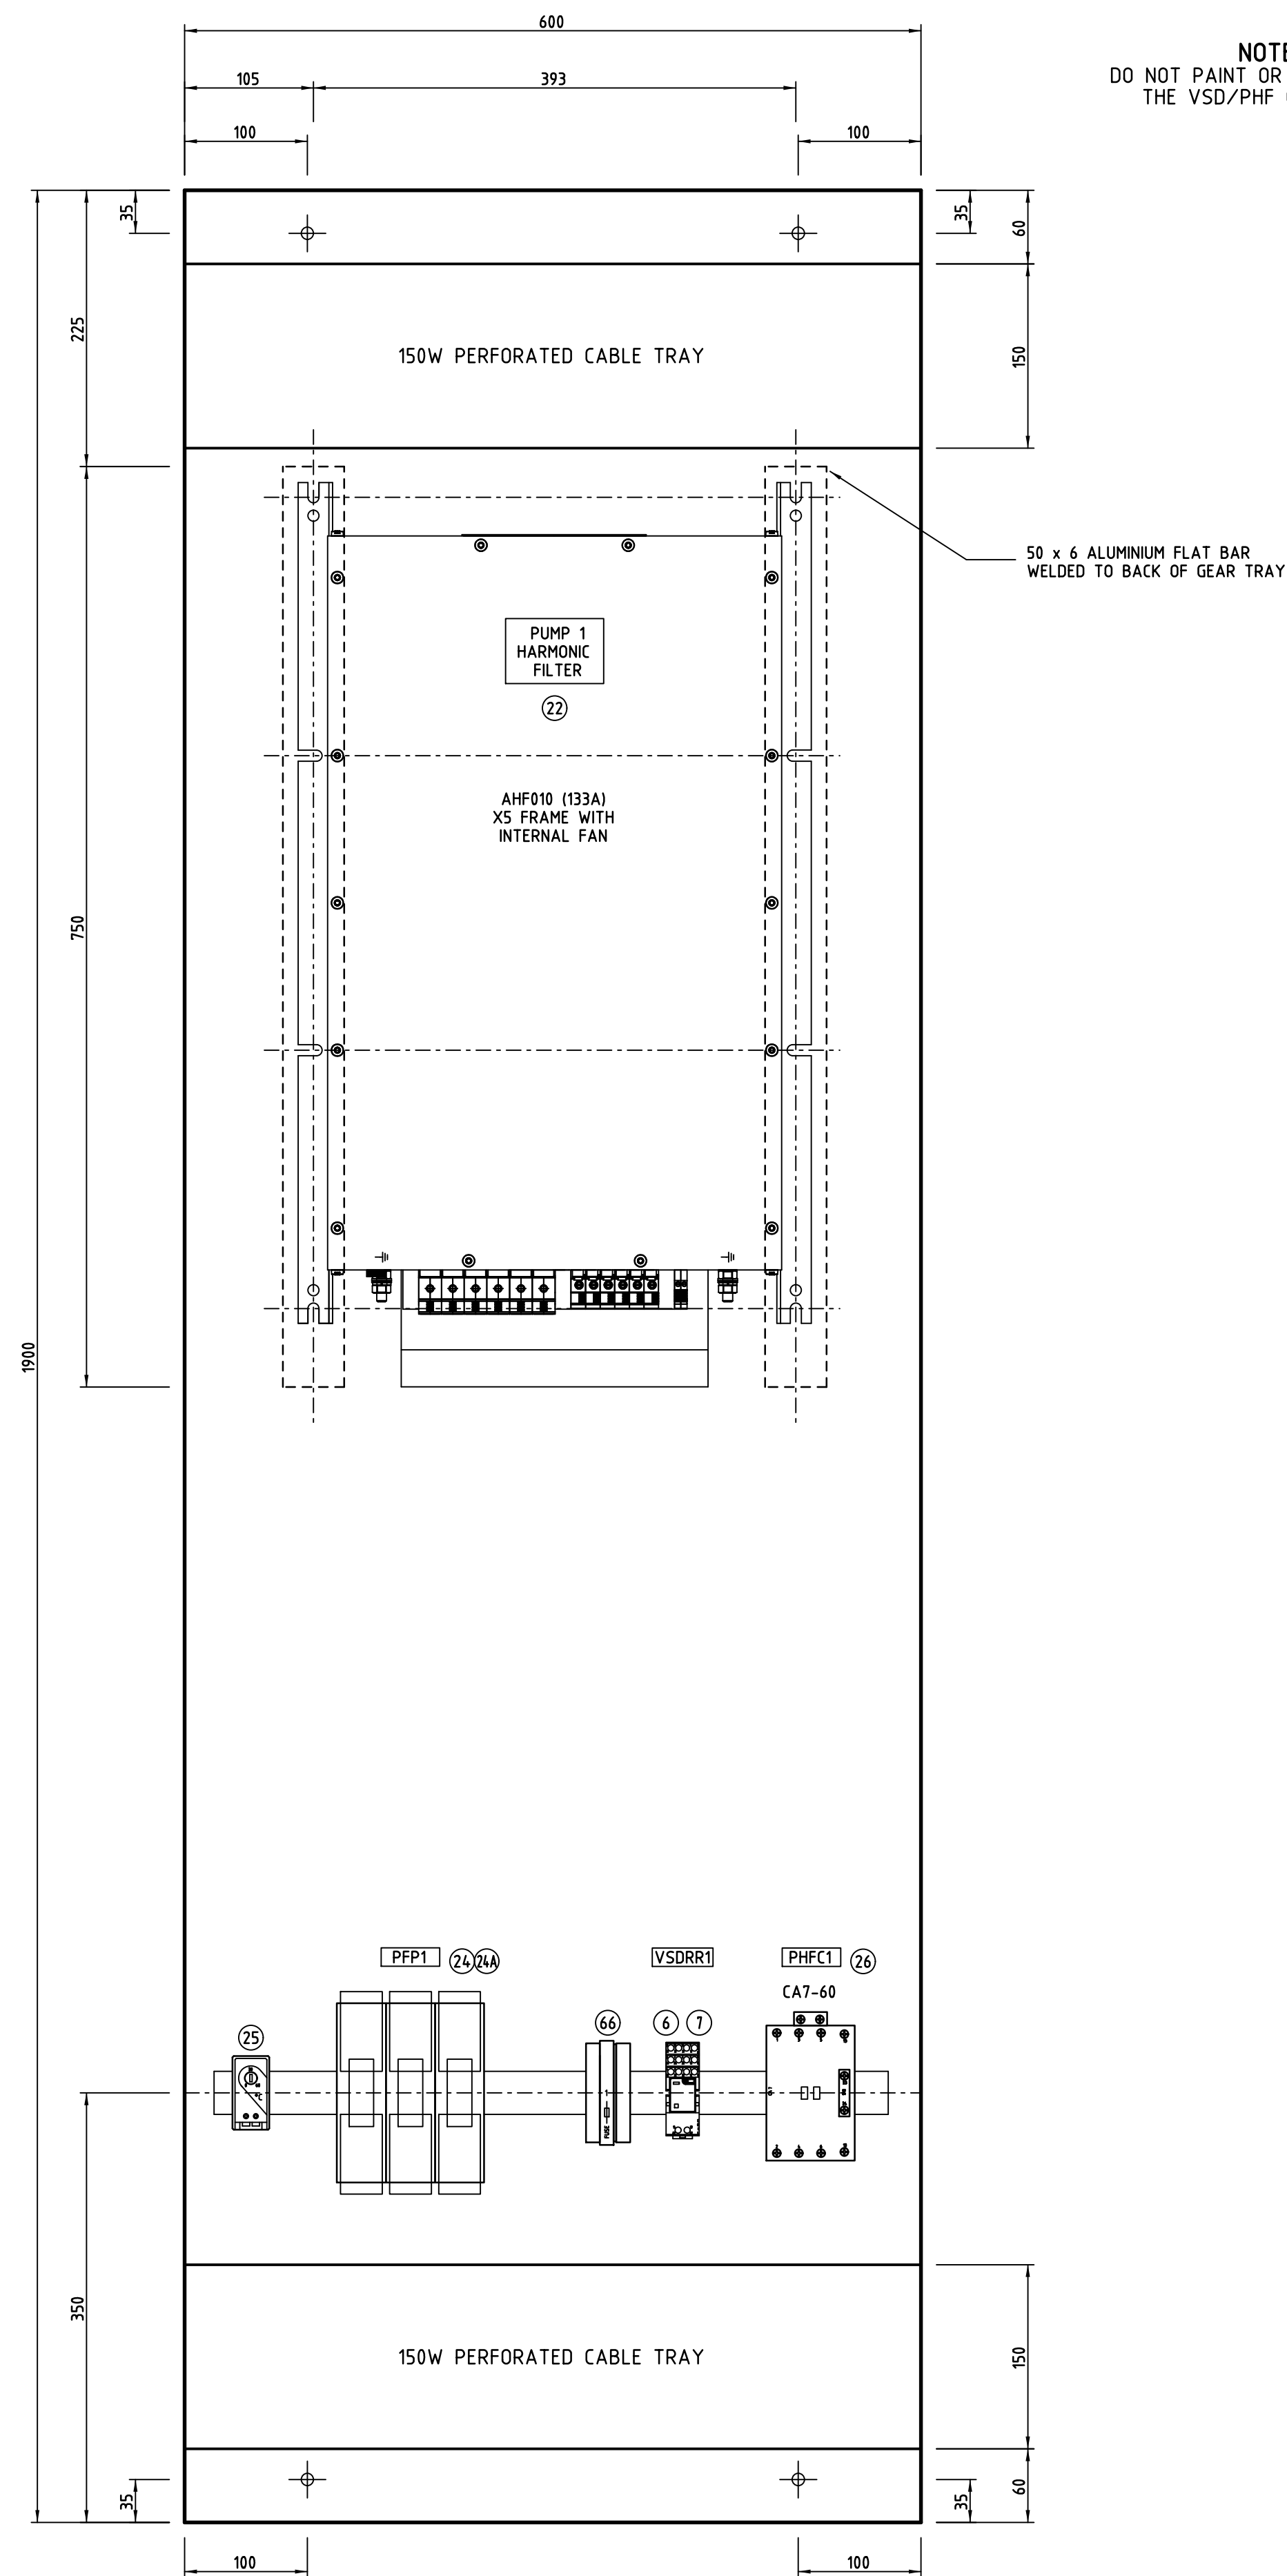 600
NOTE
DO NOT PAINT OR
THE VSD/PHF
105
393
100
100
35
35
60
225
150W PERFORATED CABLE TRAY
150
50 x 6 ALUMINIUM FLAT BAR
WELDED TO BACK OF GEAR TRAY
PUMP 1
HARMONIC
FILTER
22
AHF010 (133A)
X5 FRAME WITH
INTERNAL FAN
750
1900
PFP1
24
24A
VSDRR1
PHFC1
26
CA7-60
25
66
6
7
°C
FUSE
350
150W PERFORATED CABLE TRAY
150
35
35
60
100
100